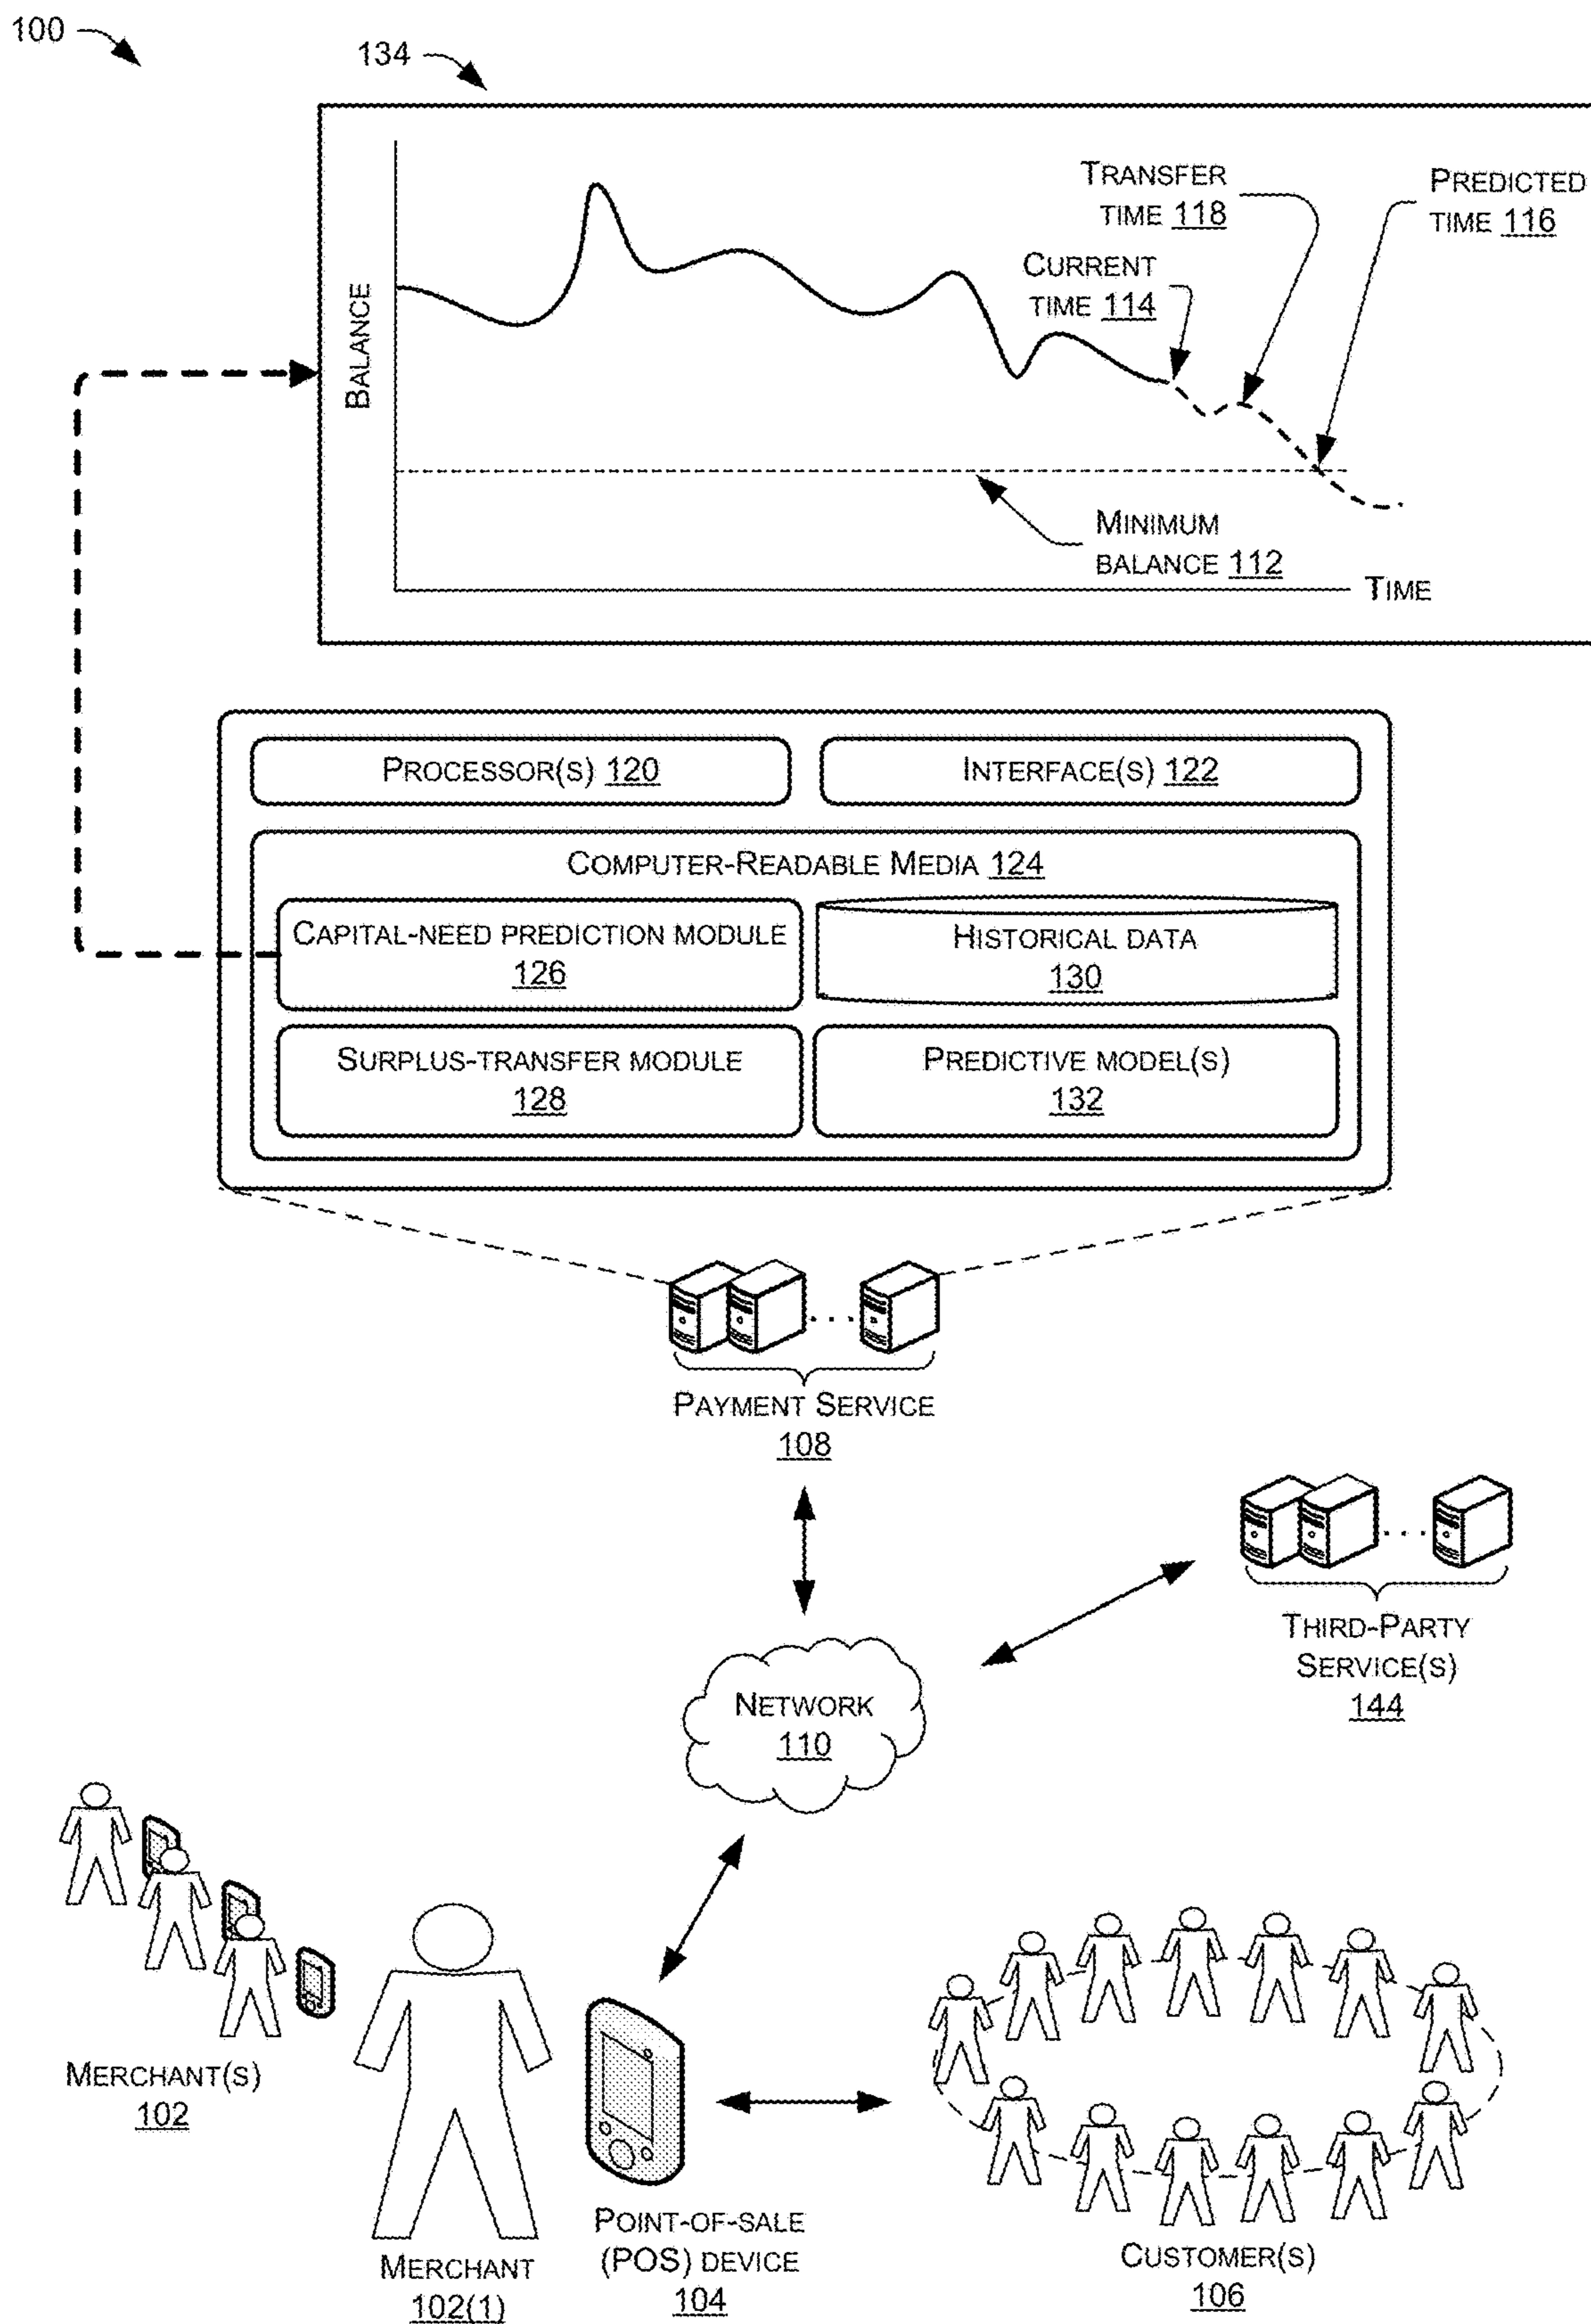 100
134
TRANSFER
TIME 118
PREDICTED
TIME 116
CURRENT
TIME 114
BALANCE
MINIMUM
BALANCE 112
TIME
PROCESSOR(S) 120
INTERFACE(S) 122
COMPUTER-READABLE MEDIA 124
CAPITAL-NEED PREDICTION MODULE
126
HISTORICAL DATA
130
SURPLUS-TRANSFER MODULE
128
PREDICTIVE MODEL(S)
132
PAYMENT SERVICE
108
THIRD-PARTY
SERVICE(S)
144
NETWORK
110
MERCHANT(S)
102
MERCHANT
102(1)
POINT-OF-SALE
(POS) DEVICE
104
CUSTOMER(S)
106